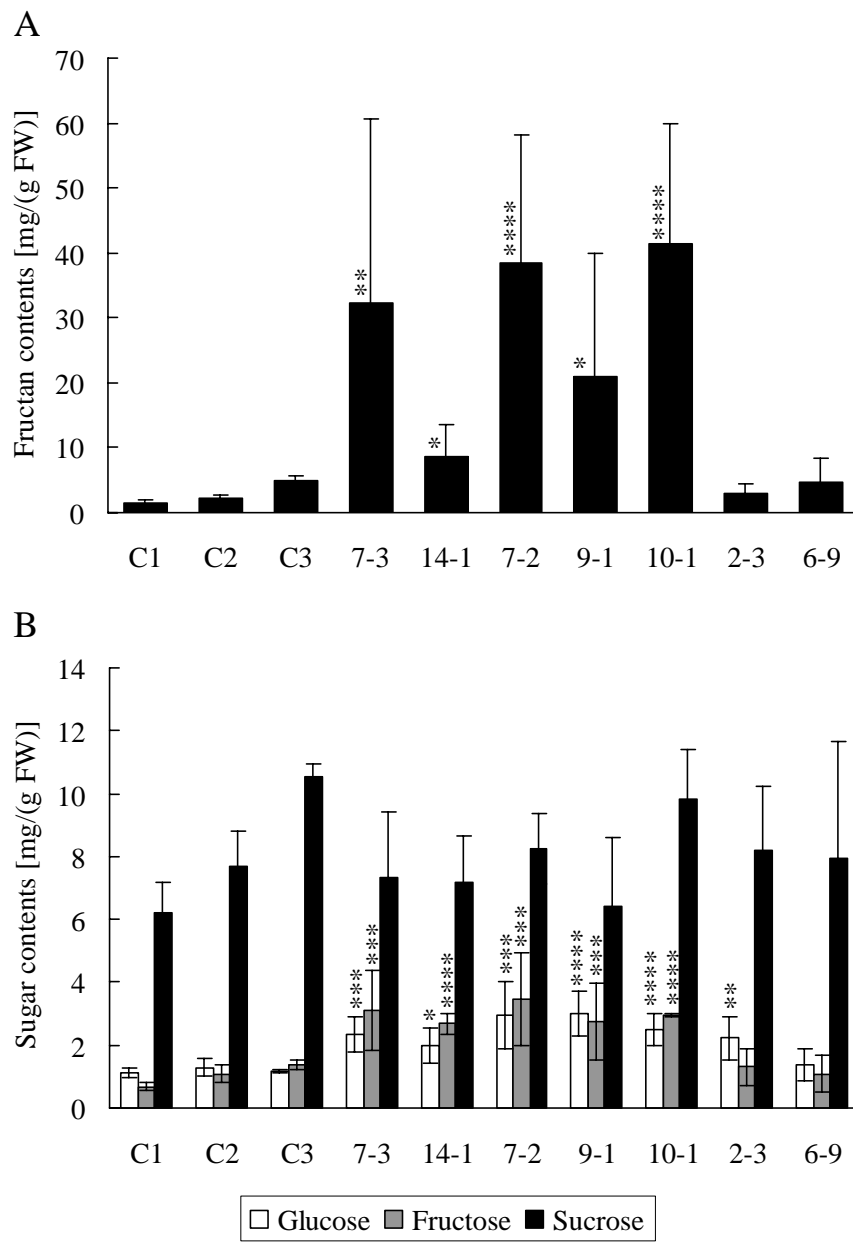 A
Fructan contents [mg/(g FW)]
70
60
50
40
30
20
10
0
**
*
****
*
****
C1 C2 C3 7-3 14-1 7-2 9-1 10-1 2-3 6-9
B
Sugar contents [mg/(g FW)]
14
12
10
8
6
4
2
0
*** *** * **** *** *** **** *** **** **** **
C1 C2 C3 7-3 14-1 7-2 9-1 10-1 2-3 6-9
Glucose Fructose Sucrose